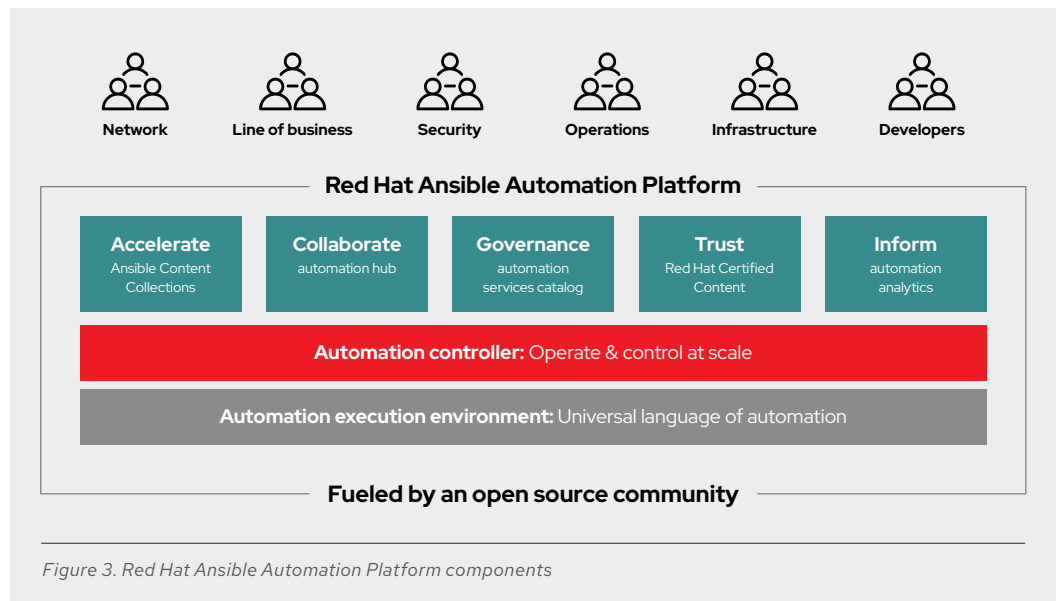 Network
Line of business
Security
Operations
Infrastructure
Developers
Red Hat Ansible Automation Platform
Accelerate
Ansible Content
Collections
Collaborate
automation hub
Governance
automation
services catalog
Trust
Red Hat Certified
Content
Inform
automation
analytics
Automation controller: Operate & control at scale
Automation execution environment: Universal language of automation
Fueled by an open source community
Figure 3. Red Hat Ansible Automation Platform components